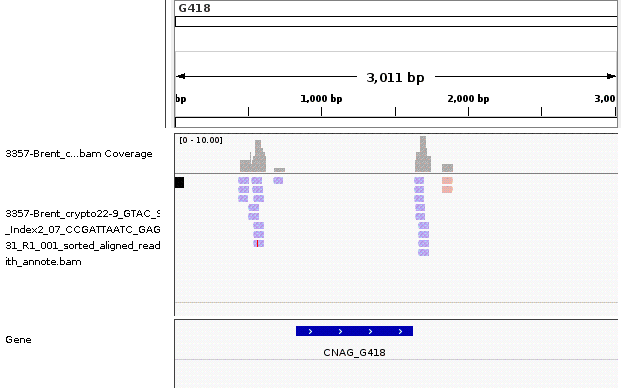 G418
3,011 bp
bp 1,000 bp 2,000 bp 3,00
[0 - 10.00]
3357-Brent_c...bam Coverage
3357-Brent_crypto22-9_GTAC_S
_Index2_07_CCGATTAATC_GAG
31_R1_001_sorted_aligned_read
ith_annote.bam
Gene
CNAG_G418